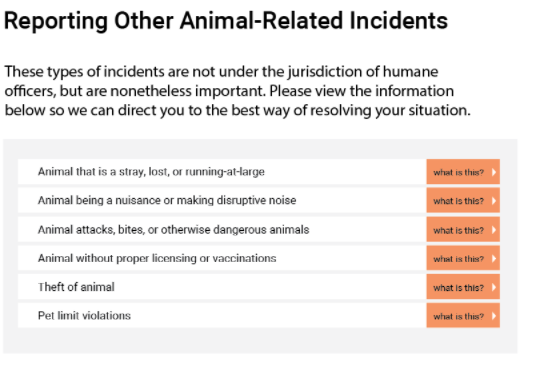 Reporting Other Animal-Related Incidents
These types of incidents are not under the jurisdiction of humane
officers, but are nonetheless important. Please view the information
below so we can direct you to the best way of resolving your situation.
Animal that is a stray, lost, or running-at-large what is this?
Animal being a nuisance or making disruptive noise what is this?
Animal attacks, bites, or otherwise dangerous animals what is this?
Animal without proper licensing or vaccinations what is this?
Theft of animal what is this?
Pet limit violations what is this?